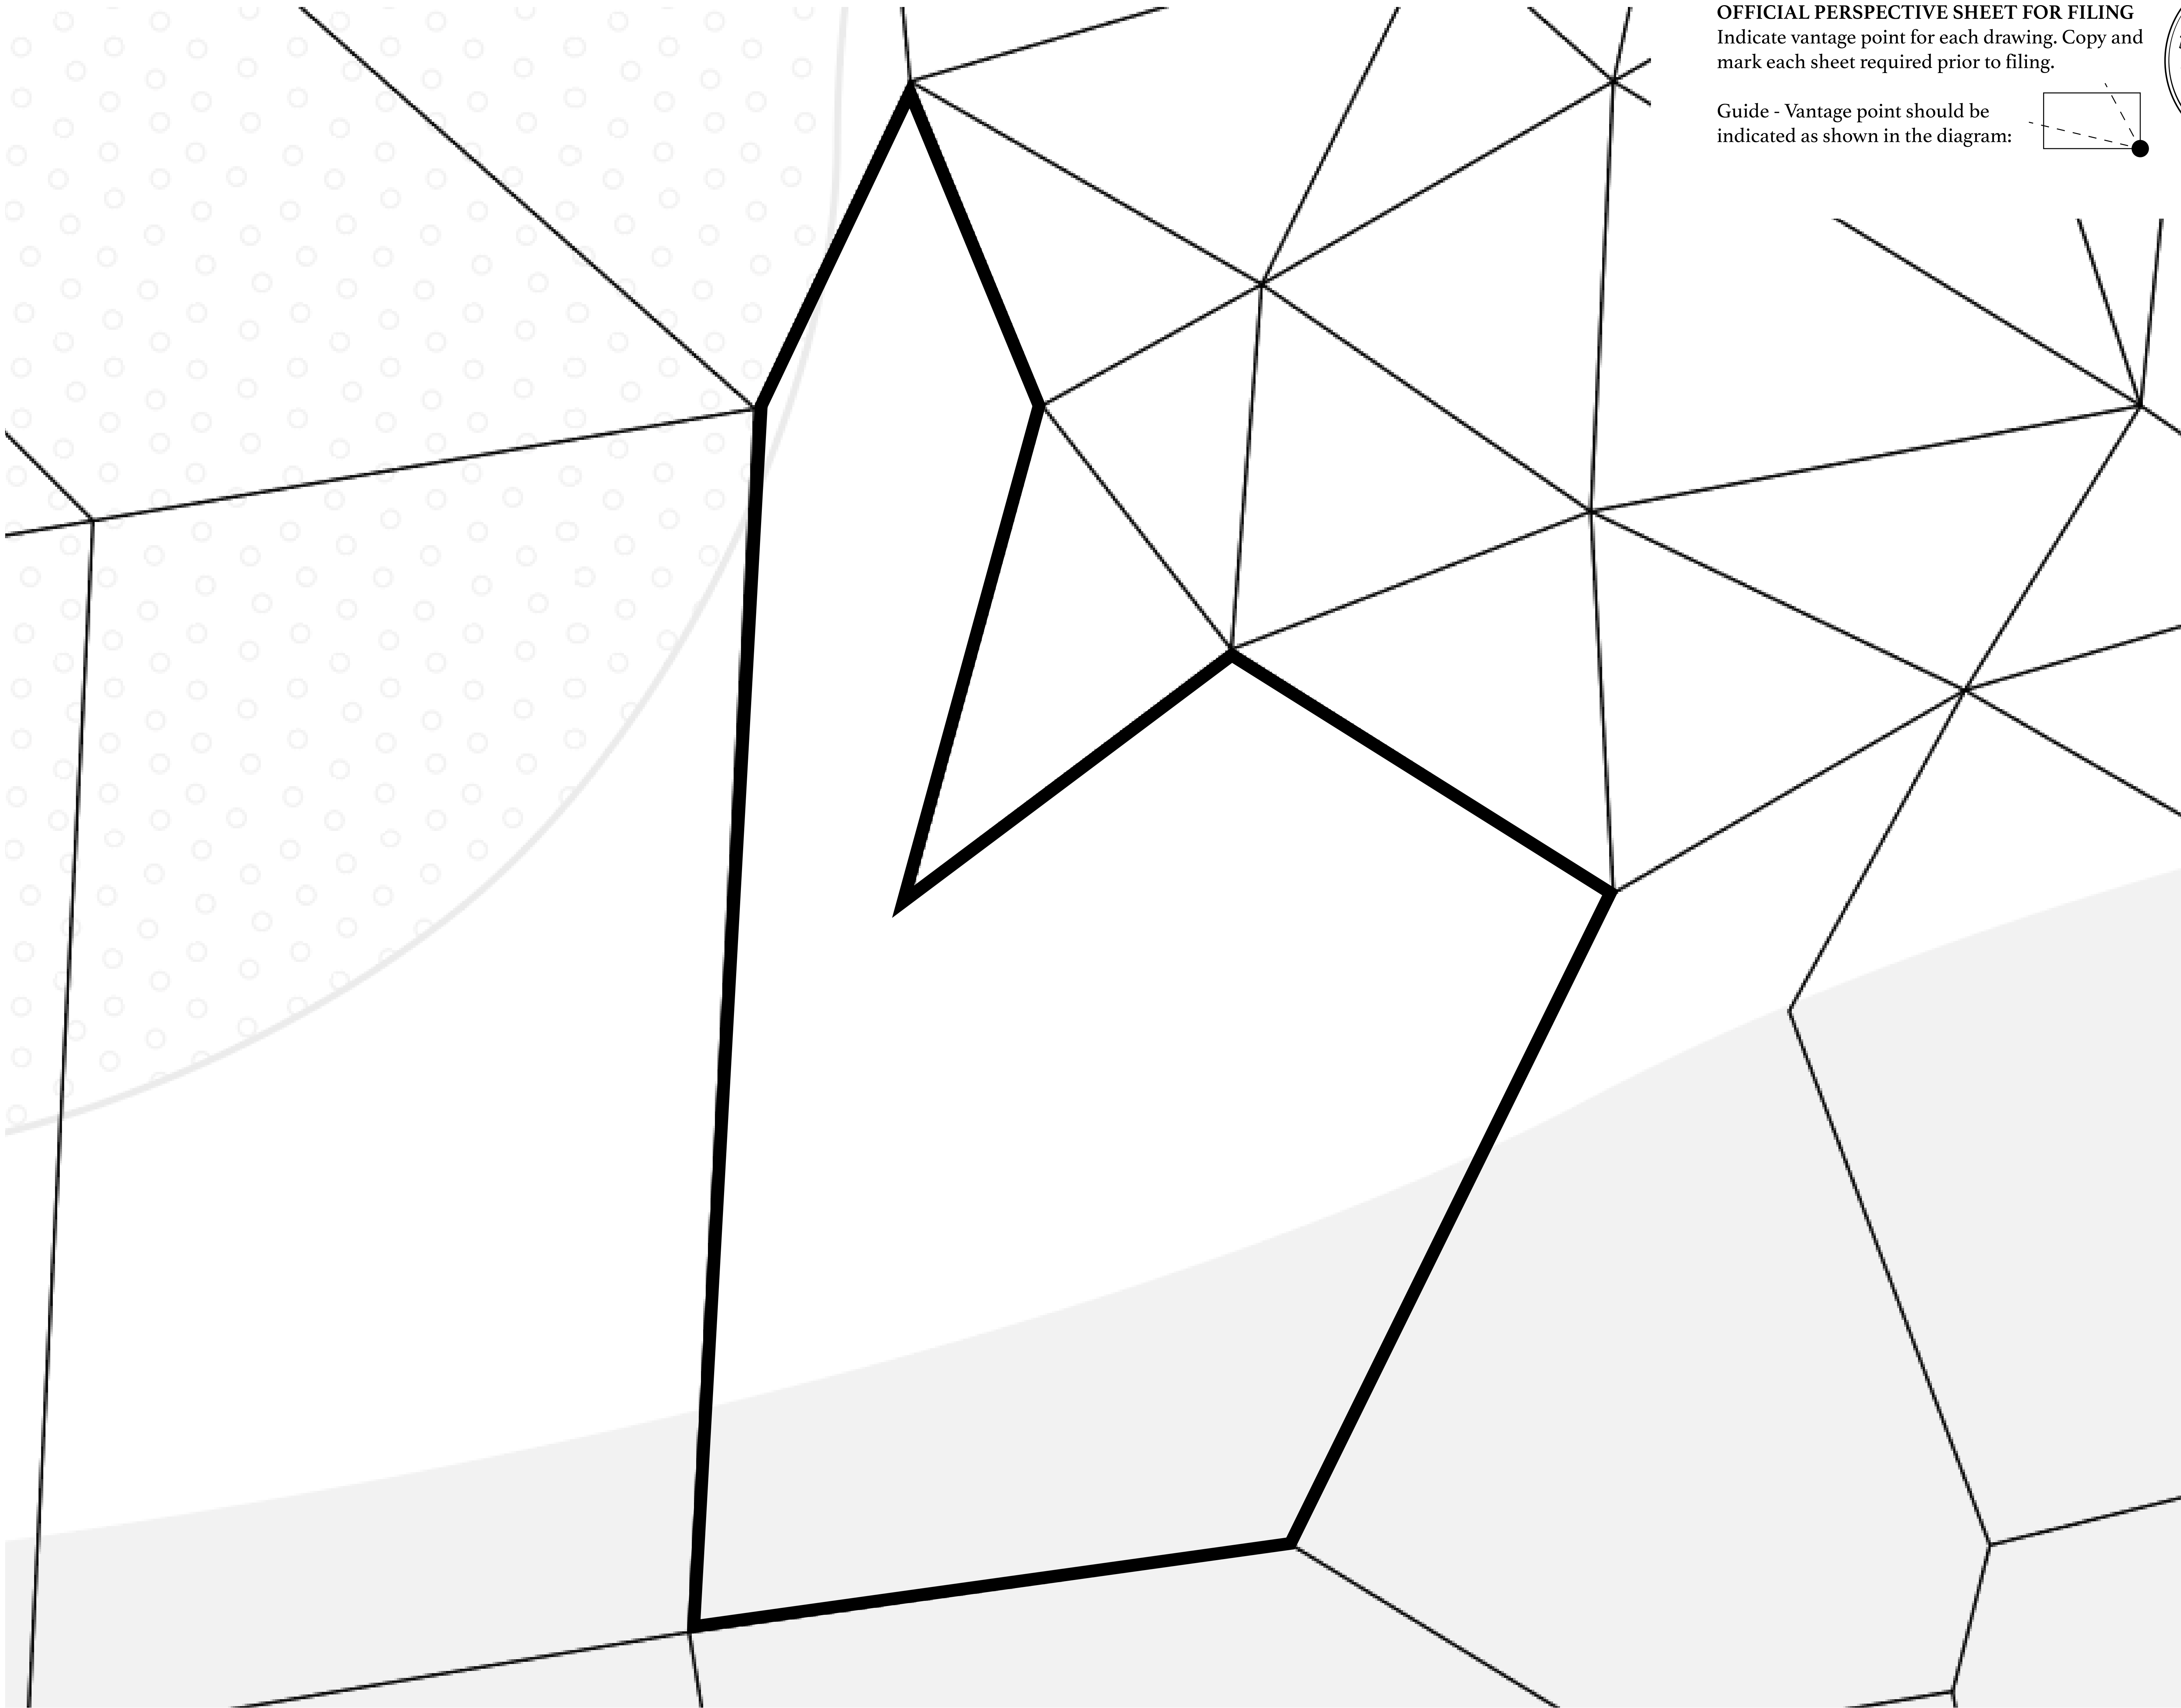 OFFICIAL PERSPECTIVE SHEET FOR FILING
Indicate vantage point for each drawing. Copy and
mark each sheet required prior to filing.
Guide - Vantage point should be
indicated as shown in the diagram: